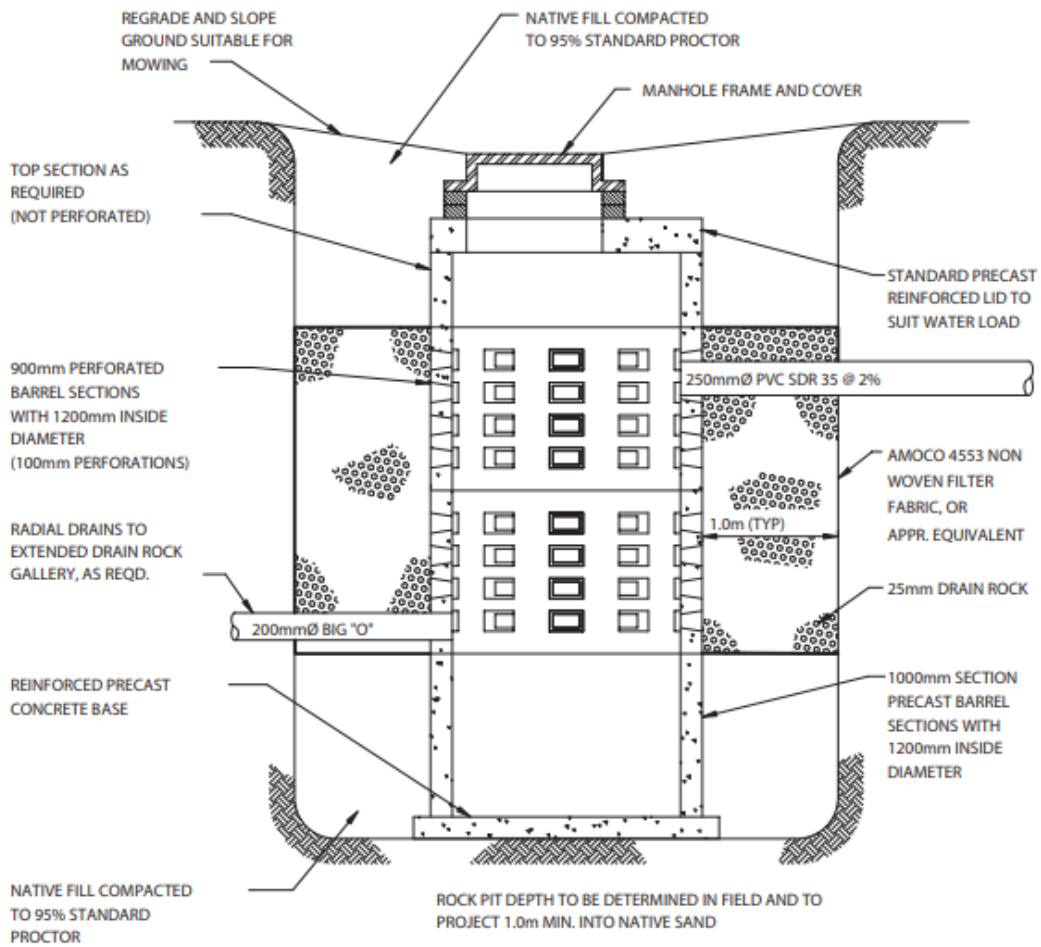 REGRADE AND SLOPE
GROUND SUITABLE FOR
MOWING
NATIVE FILL COMPACTED
TO 95% STANDARD PROCTOR
MANHOLE FRAME AND COVER
TOP SECTION AS
REQUIRED
(NOT PERFORATED)
STANDARD PRECAST
REINFORCED LID TO
SUIT WATER LOAD
900mm PERFORATED
BARREL SECTIONS
WITH 1200mm INSIDE
DIAMETER
(100mm PERFORATIONS)
250mmØ PVC SDR 35 @ 2%
AMOCO 4553 NON
WOVEN FILTER
FABRIC, OR
APPR. EQUIVALENT
1.0m (TYP)
RADIAL DRAINS TO
EXTENDED DRAIN ROCK
GALLERY, AS REQD.
25mm DRAIN ROCK
200mmØ BIG "O"
REINFORCED PRECAST
CONCRETE BASE
1000mm SECTION
PRECAST BARREL
SECTIONS WITH
1200mm INSIDE
DIAMETER
NATIVE FILL COMPACTED
TO 95% STANDARD
PROCTOR
ROCK PIT DEPTH TO BE DETERMINED IN FIELD AND TO
PROJECT 1.0m MIN. INTO NATIVE SAND